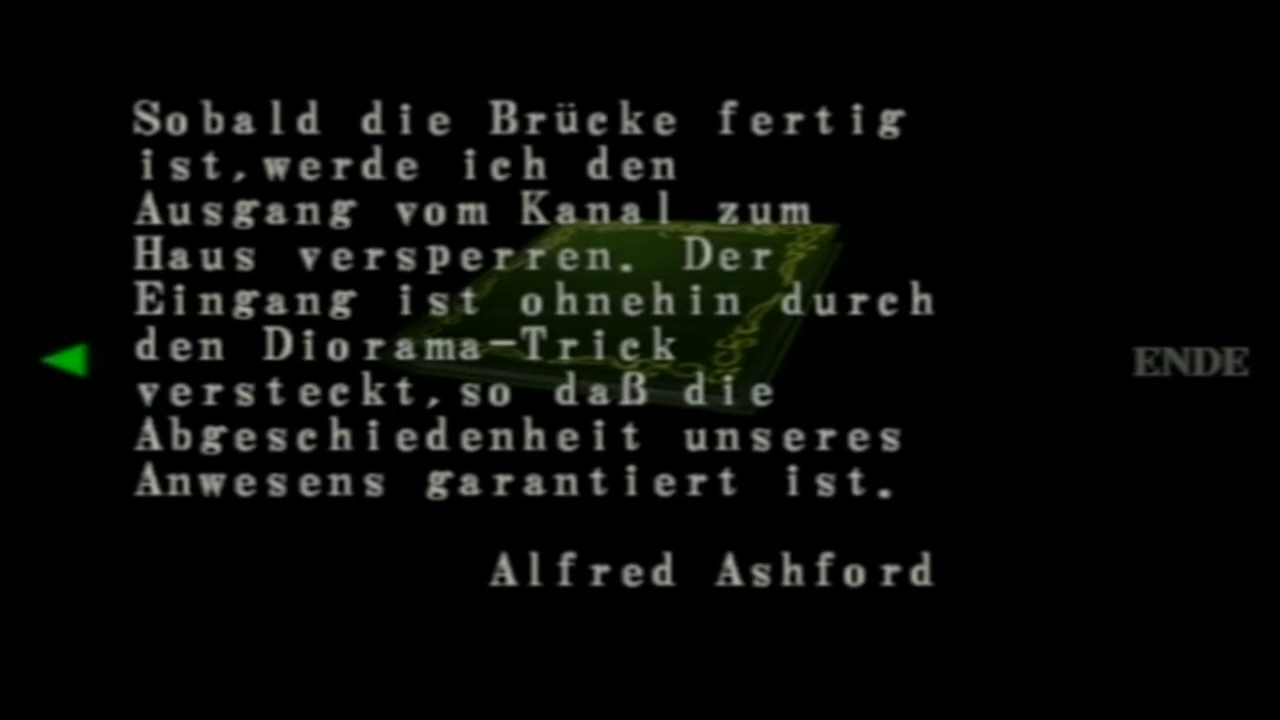 Sobald die Brücke fertig
ist,werde ich den
Ausgang vom Kanal zum
Haus versperren. Der
Eingang ist ohnehin durch
den Diorama-Trick
versteckt,so daß die
Abgeschiedenheit unseres
Anwesens garantiert ist.
Alfred Ashford
ENDE